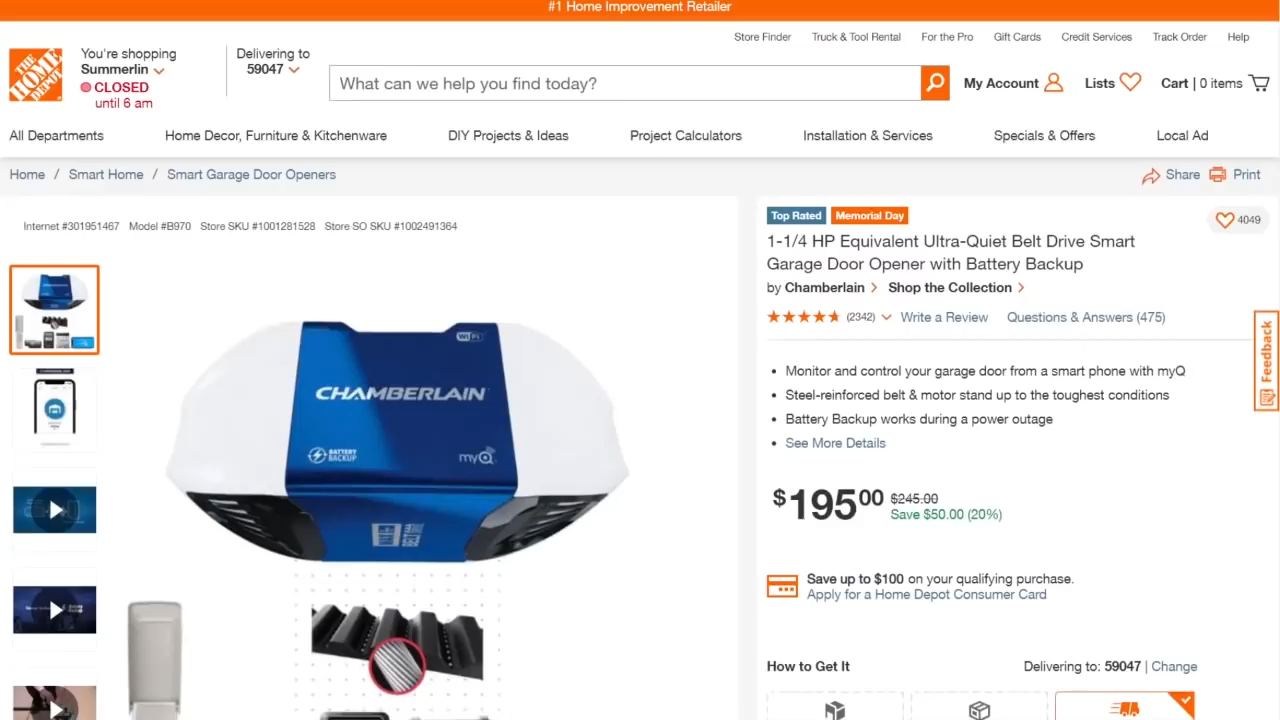 #1 Home Improvement Retailer
Store Finder Truck & Tool Rental For the Pro Gift Cards Credit Services Track Order Help
THE HOME DEPOT
You're shopping
Summerlin
CLOSED
until 6 am
Delivering to
59047
What can we help you find today?
My Account Lists Cart | 0 items
All Departments Home Decor, Furniture & Kitchenware DIY Projects & Ideas Project Calculators Installation & Services Specials & Offers Local Ad
Home / Smart Home / Smart Garage Door Openers
Share Print
Internet #301951467 Model #B970 Store SKU #1001281528 Store SO SKU #1002491364
WiFi
CHAMBERLAIN
BATTERY
BACKUP
myQ
Top Rated Memorial Day
4049
1-1/4 HP Equivalent Ultra-Quiet Belt Drive Smart
Garage Door Opener with Battery Backup
by Chamberlain Shop the Collection
(2342) Write a Review Questions & Answers (475)
• Monitor and control your garage door from a smart phone with myQ
• Steel-reinforced belt & motor stand up to the toughest conditions
• Battery Backup works during a power outage
• See More Details
$195.00 $245.00
Save $50.00 (20%)
Save up to $100 on your qualifying purchase.
Apply for a Home Depot Consumer Card
How to Get It Delivering to: 59047 | Change
Feedback